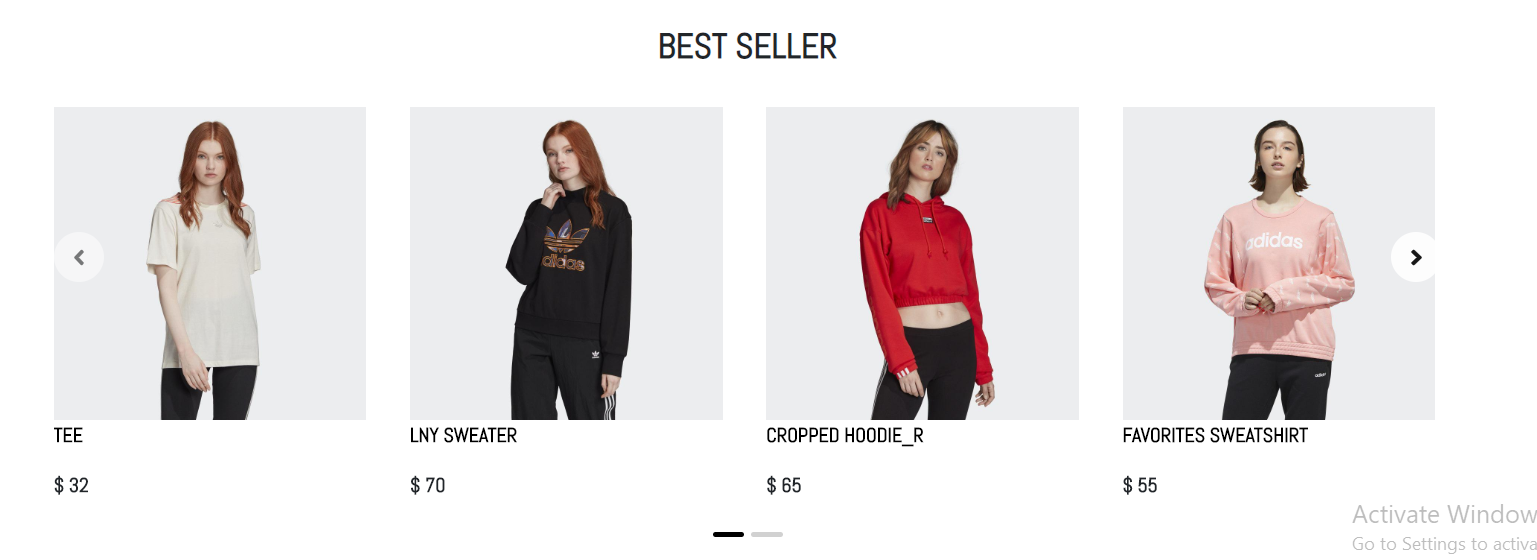 BEST SELLER
adidas
adidas
TEE
LNY SWEATER
CROPPED HOODIE_R
FAVORITES SWEATSHIRT
$ 32
$ 70
$ 65
$ 55
Activate Window
Go to Settings to activa